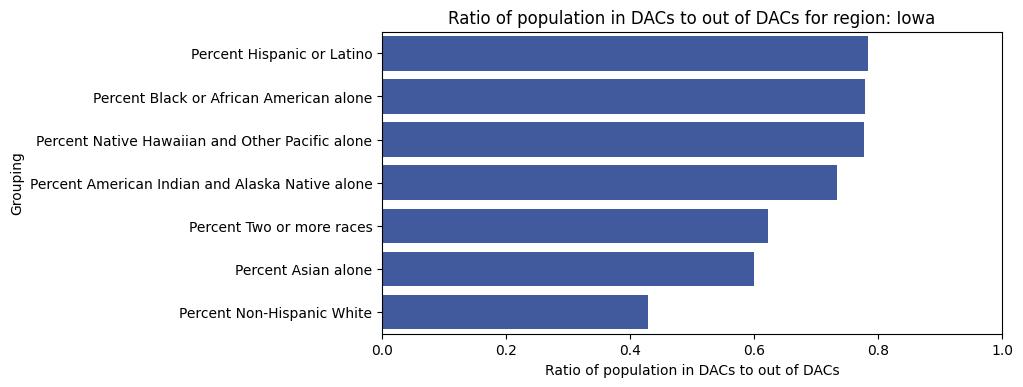 Ratio of population in DACs to out of DACs for region: Iowa
Grouping
Percent Hispanic or Latino
Percent Black or African American alone
Percent Native Hawaiian and Other Pacific alone
Percent American Indian and Alaska Native alone
Percent Two or more races
Percent Asian alone
Percent Non-Hispanic White
0.0 0.2 0.4 0.6 0.8 1.0
Ratio of population in DACs to out of DACs